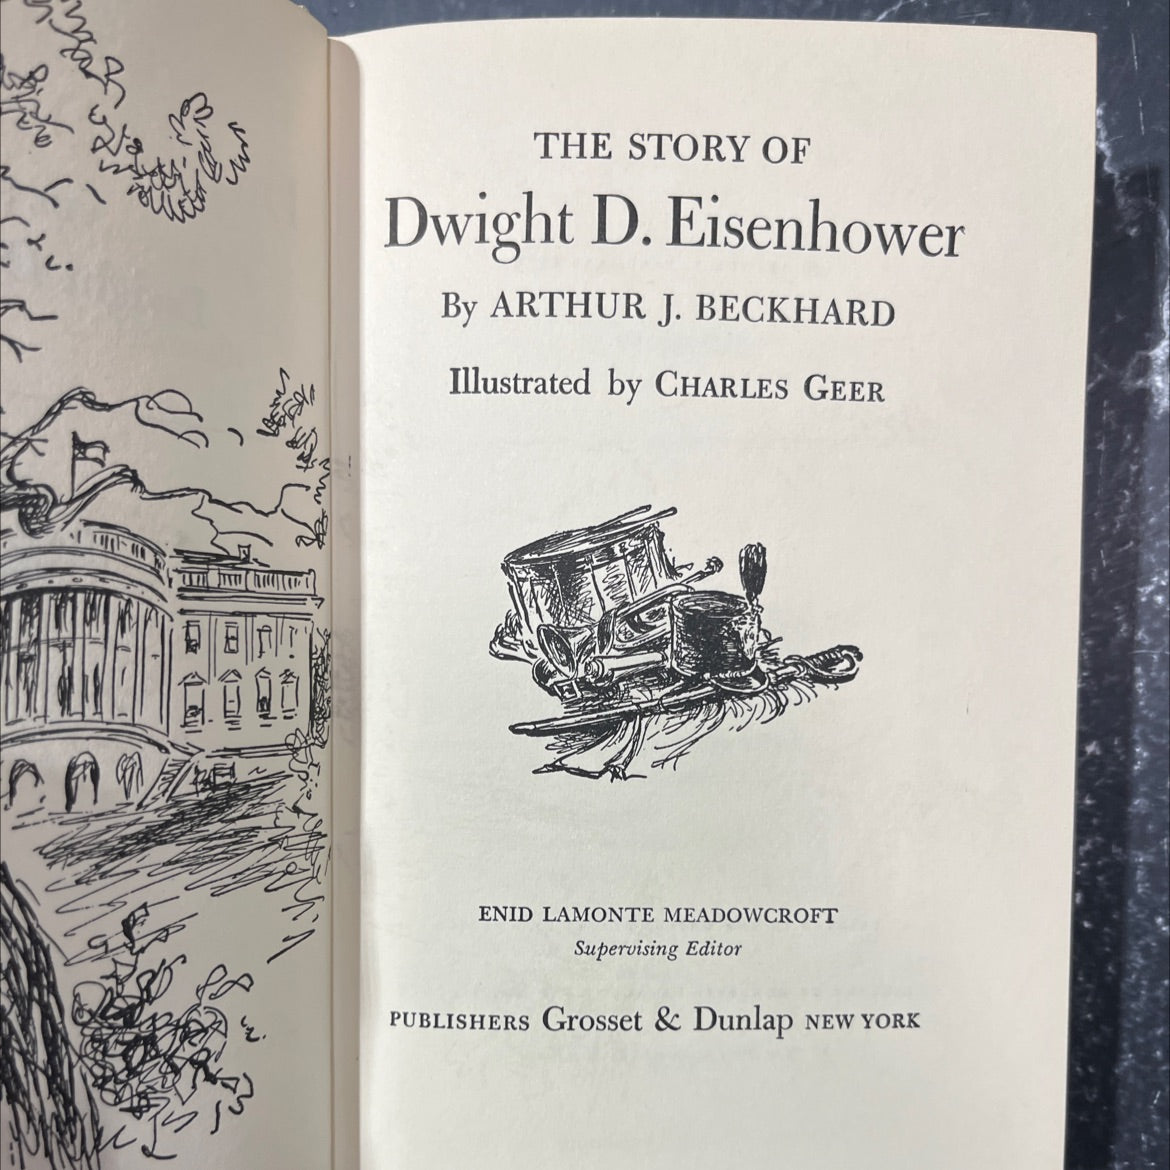 THE STORY OF
Dwight D. Eisenhower
By ARTHUR J. BECKHARD
Illustrated by CHARLES GEER
ENID LAMONTE MEADOWCROFT
Supervising Editor
PUBLISHERS Grosset & Dunlap NEW YORK